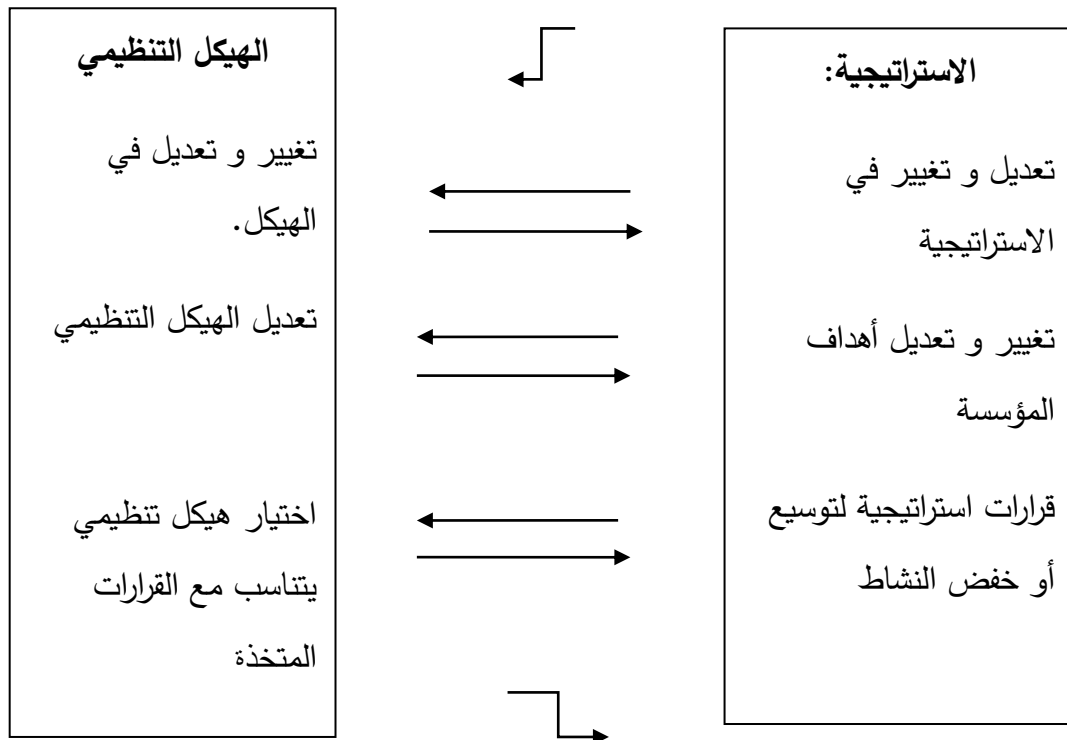 الاستراتيجية:
تعديل و تغيير في
الاستراتيجية
تغيير و تعديل أهداف
المؤسسة
قرارات استراتيجية لتوسيع
أو خفض النشاط
الهيكل التنظيمي
تغيير و تعديل في
الهيكل.
تعديل الهيكل التنظيمي
اختيار هيكل تنظيمي
يتناسب مع القرارات
المتخذة